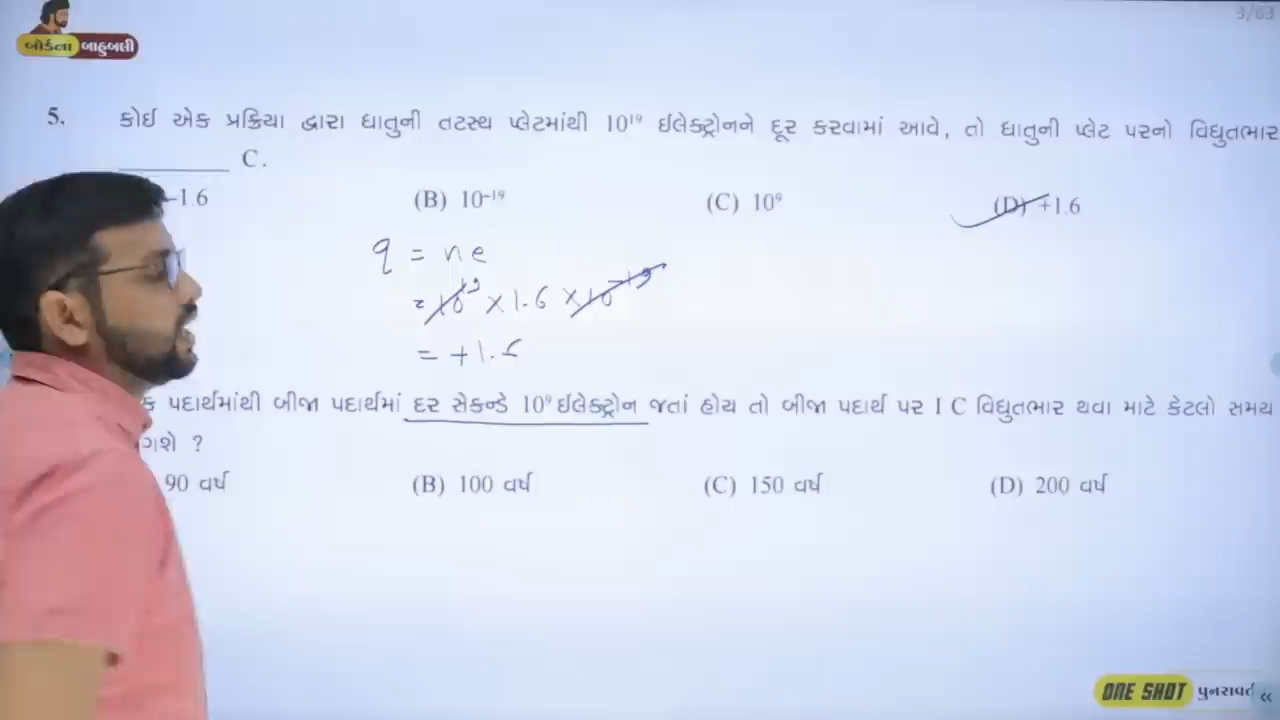 3/63
બોર્ડના બાહુબલી
5. કોઈ એક પ્રક્રિયા દ્વારા ધાતુની તટસ્થ પ્લેટમાંથી 10¹⁹ ઈલેક્ટ્રોનને દૂર કરવામાં આવે, તો ધાતુની પ્લેટ પરનો વિદ્યુતભાર
________ C.
–1.6 (B) 10⁻¹⁹ (C) 10⁹ (D) +1.6
q = ne
= 10¹⁹ × 1.6 × 10⁻¹⁹
= +1.6
ક પદાર્થમાંથી બીજા પદાર્થમાં દર સેકન્ડે 10⁹ ઈલેક્ટ્રોન જતાં હોય તો બીજા પદાર્થ પર 1 C વિદ્યુતભાર થવા માટે કેટલો સમય
ગશે ?
90 વર્ષ (B) 100 વર્ષ (C) 150 વર્ષ (D) 200 વર્ષ
ONE SHOT પુનરાવર્ત